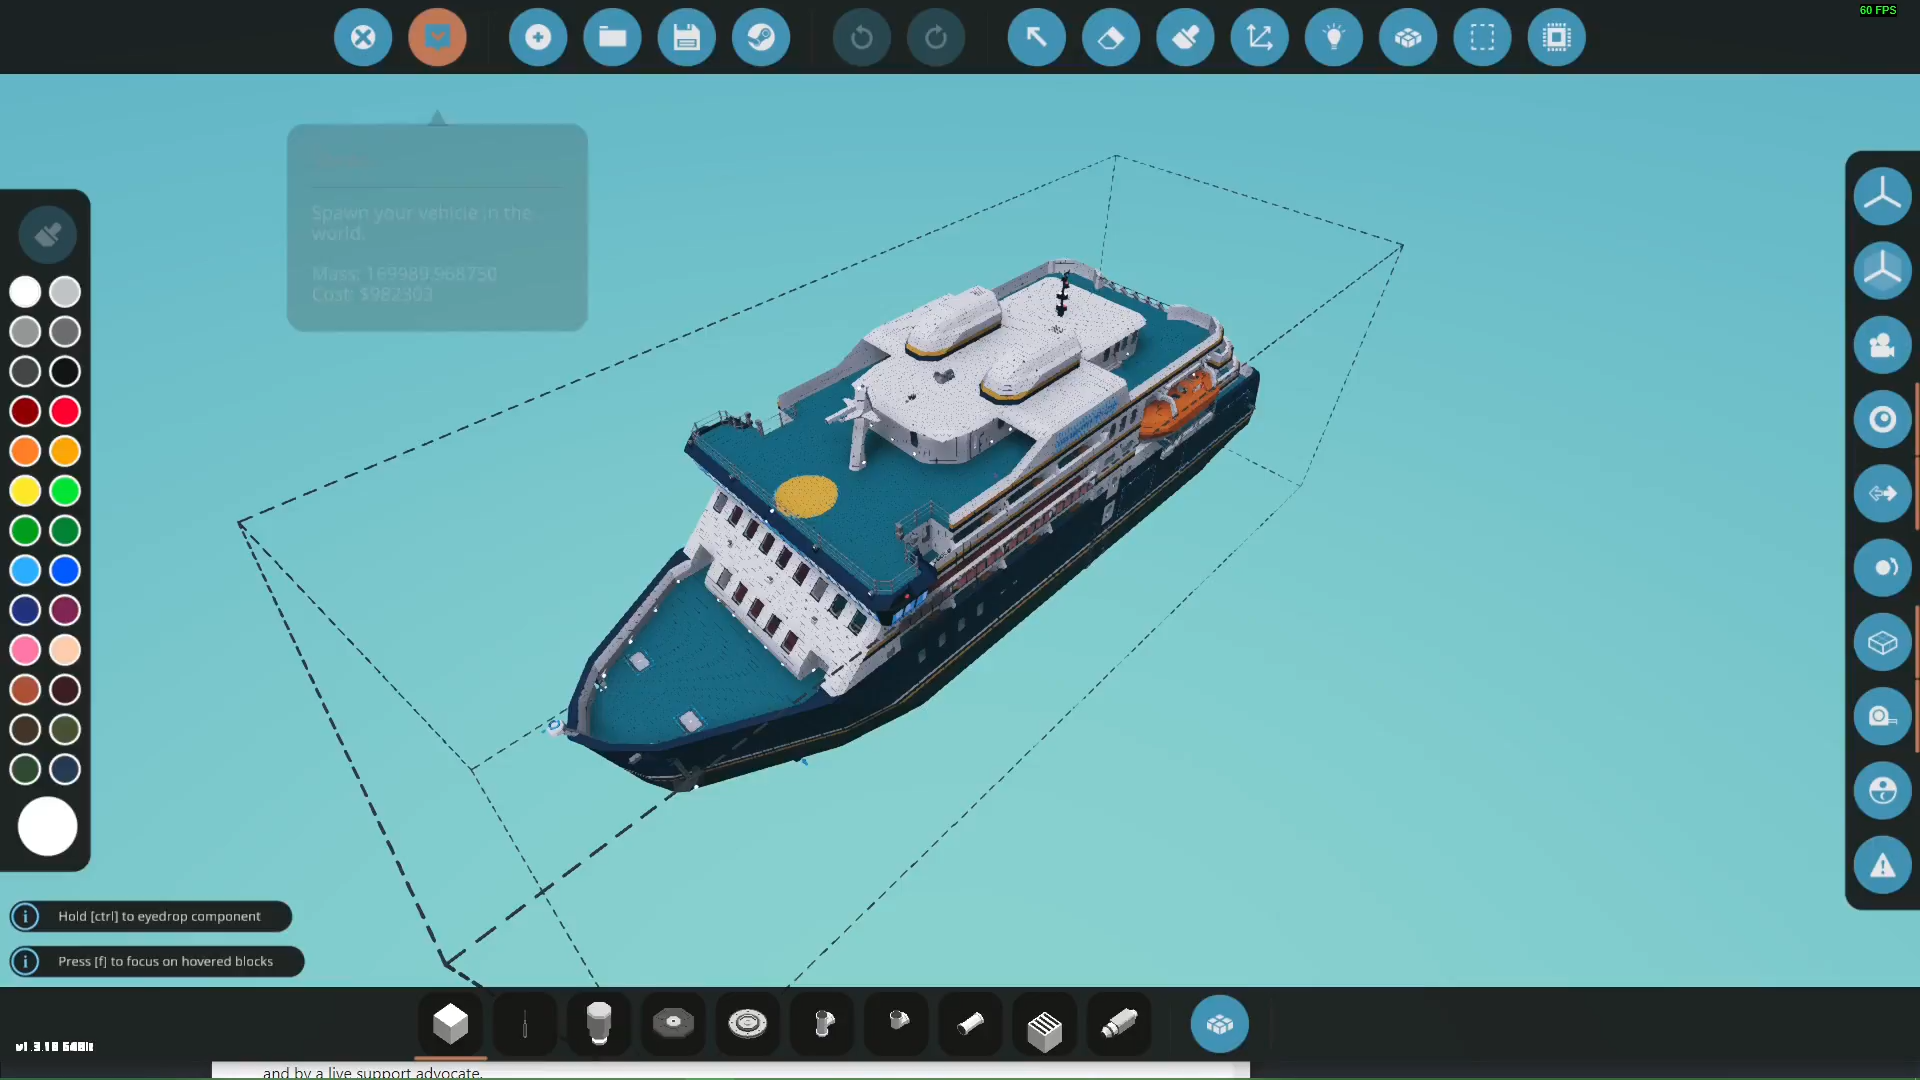 60 FPS
Spawn your vehicle in the
world.
Mass: 169989.968750
Cost: $982303
Hold [ctrl] to eyedrop component
Press [f] to focus on hovered blocks
and by a live support advocate.